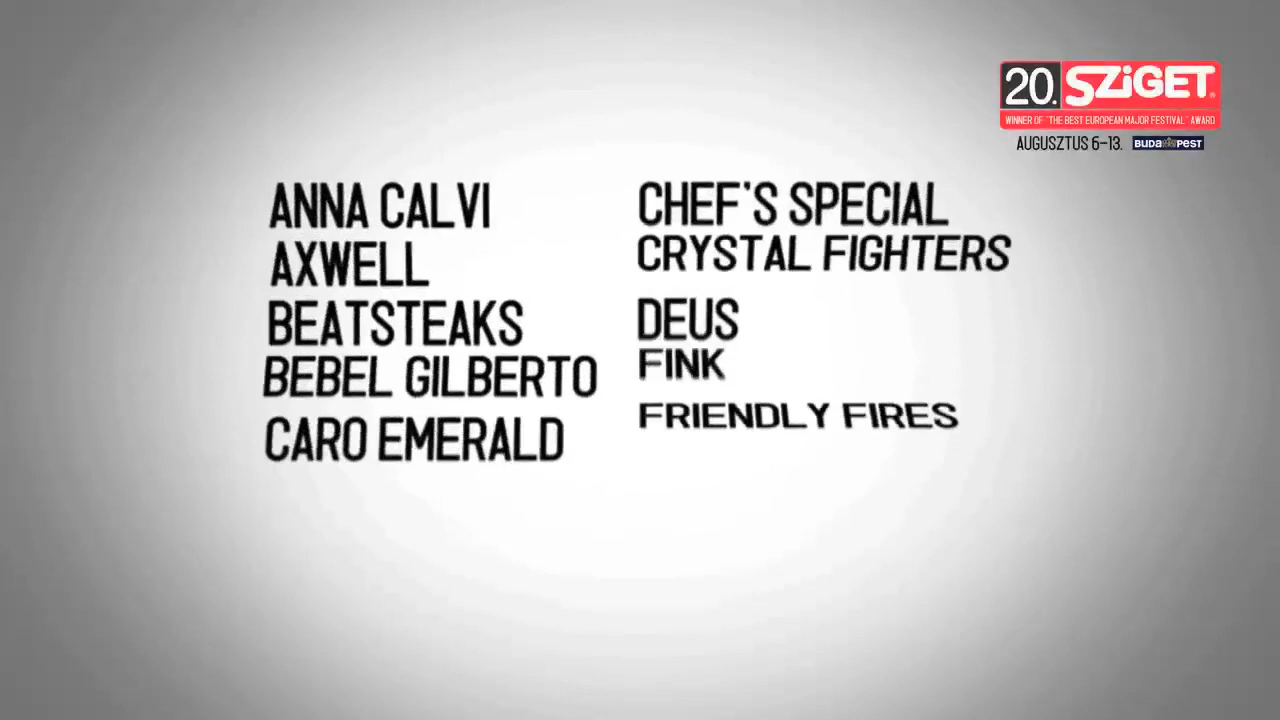 20. SZiGET
WINNER OF "THE BEST EUROPEAN MAJOR FESTIVAL" AWARD
AUGUSZTUS 6-13. BUDAPEST
ANNA CALVI
AXWELL
BEATSTEAKS
BEBEL GILBERTO
CARO EMERALD
CHEF'S SPECIAL
CRYSTAL FIGHTERS
DEUS
FINK
FRIENDLY FIRES